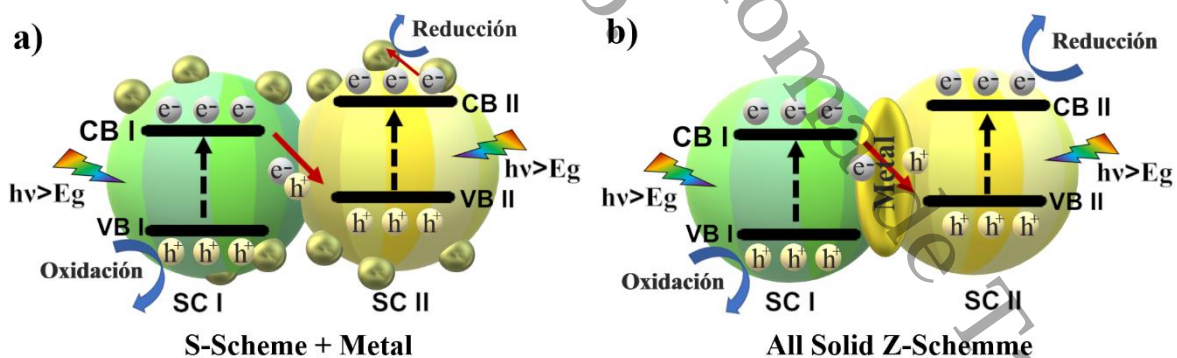 a)
Reducción
e⁻ e⁻ e⁻
e⁻ e⁻ e⁻
CB II
CB I
hν>Eg
e⁻
h⁺
hν>Eg
VB II
h⁺ h⁺ h⁺
VB I
h⁺ h⁺ h⁺
Oxidación
SC I
SC II
S-Scheme + Metal
b)
Reducción
e⁻ e⁻ e⁻
e⁻ e⁻ e⁻
CB II
CB I
Metal
hν>Eg
e⁻
h⁺
hν>Eg
VB II
h⁺ h⁺ h⁺
VB I
h⁺ h⁺ h⁺
Oxidación
SC I
SC II
All Solid Z-Schemme